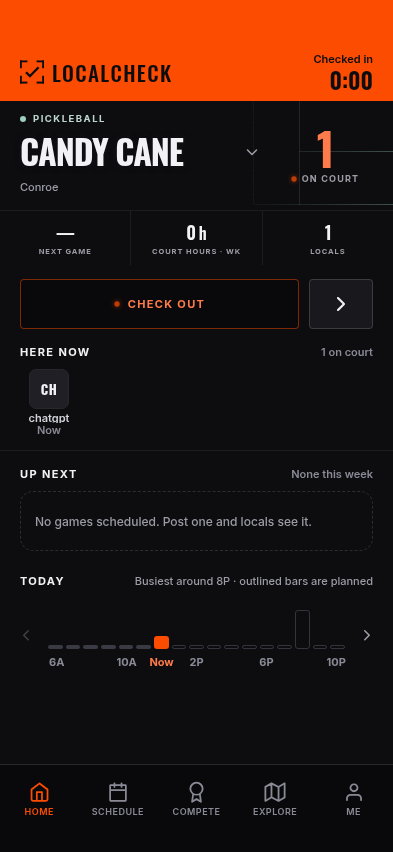 LOCALCHECK
Checked in
0:00
PICKLEBALL
CANDY CANE
Conroe
1
ON COURT
—
NEXT GAME
0h
COURT HOURS · WK
1
LOCALS
CHECK OUT
HERE NOW
1 on court
CH
chatgpt
Now
UP NEXT
None this week
No games scheduled. Post one and locals see it.
TODAY
Busiest around 8P · outlined bars are planned
6A 10A Now 2P 6P 10P
HOME SCHEDULE COMPETE EXPLORE ME